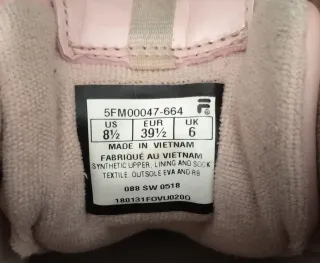 5FM00047-664
US EUR UK
8½ 39½ 6
MADE IN VIETNAM
FABRIQUÉ AU VIETNAM
SYNTHETIC UPPER, LINING AND SOCK
TEXTILE. OUTSOLE EVA AND RB
088 SW 0518
180131FOVU020O